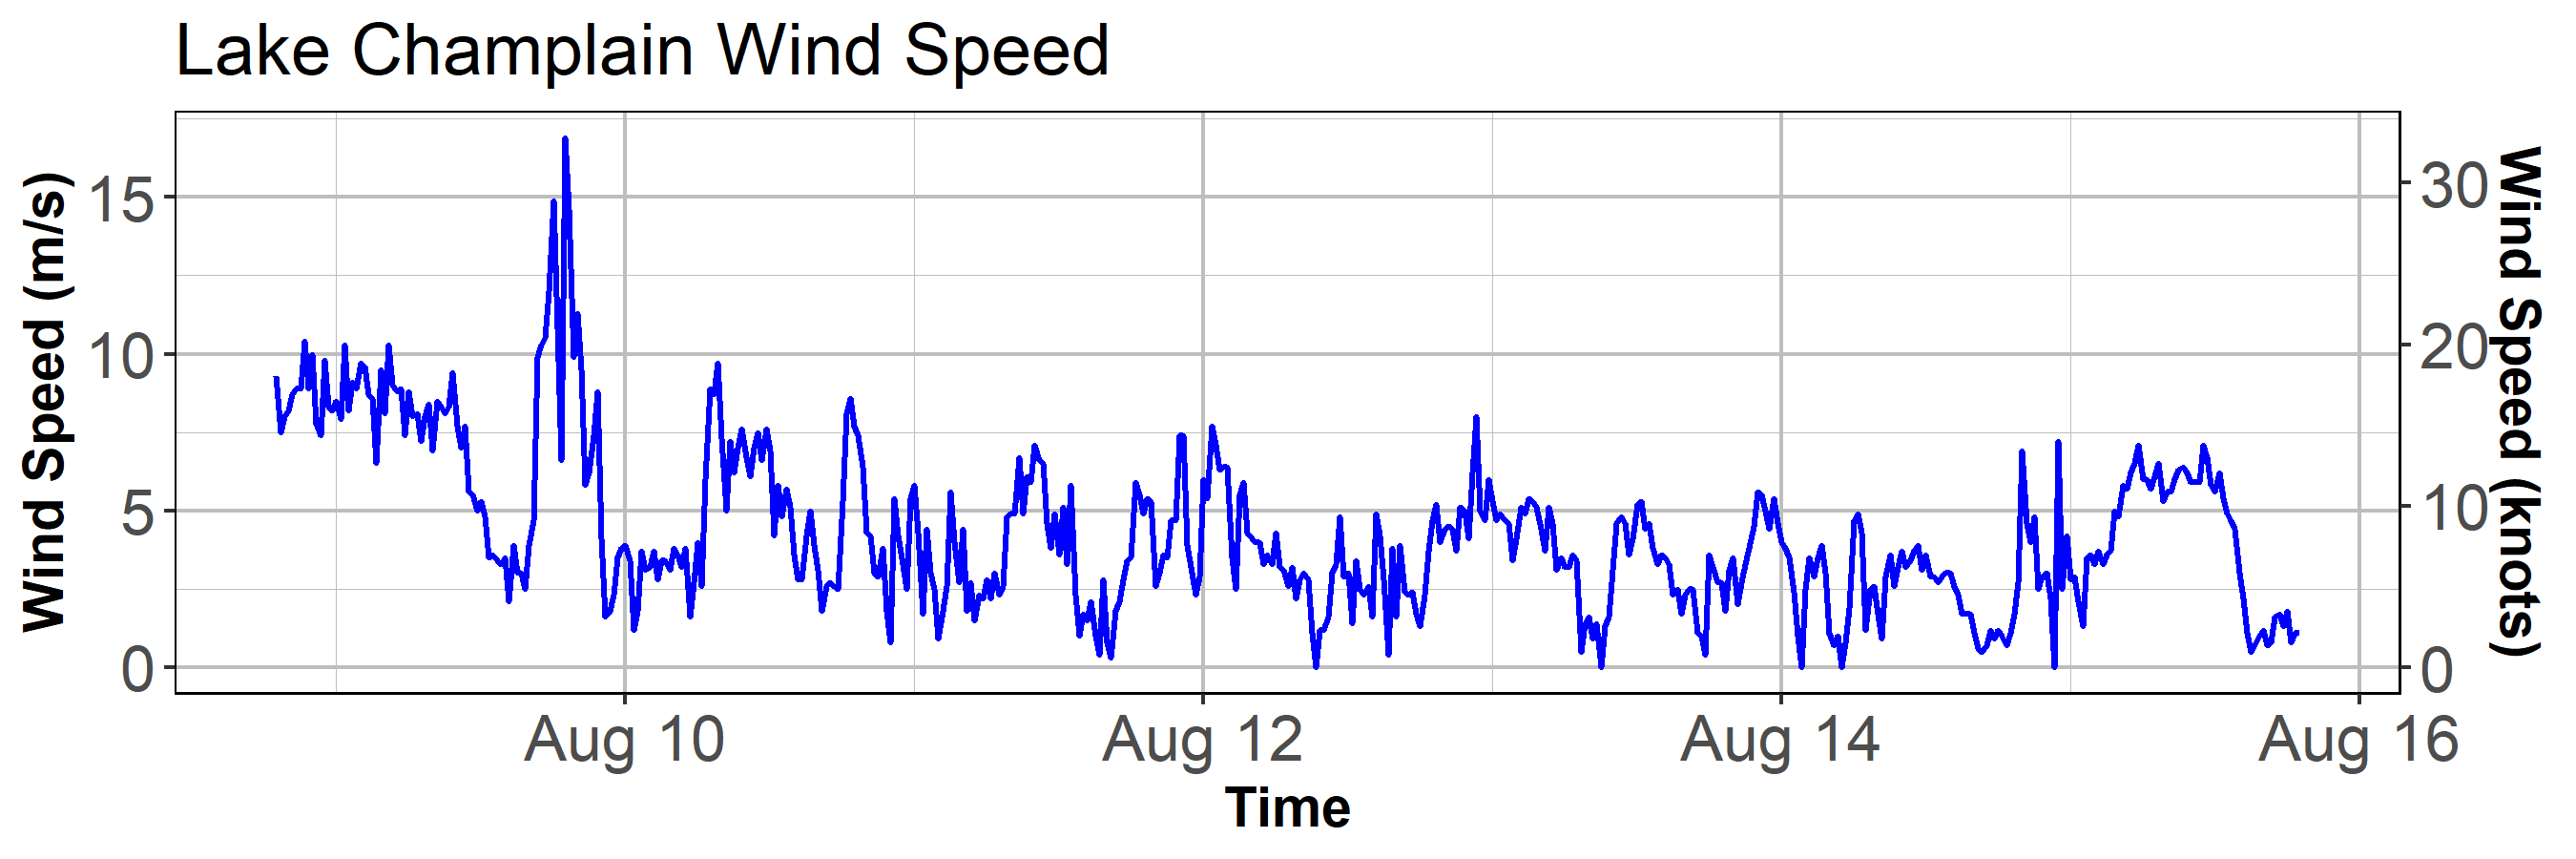 Lake Champlain Wind Speed
Wind Speed (m/s)
15
10
5
0
30
20
10
0
Wind Speed (knots)
Aug 10
Aug 12
Aug 14
Aug 16
Time